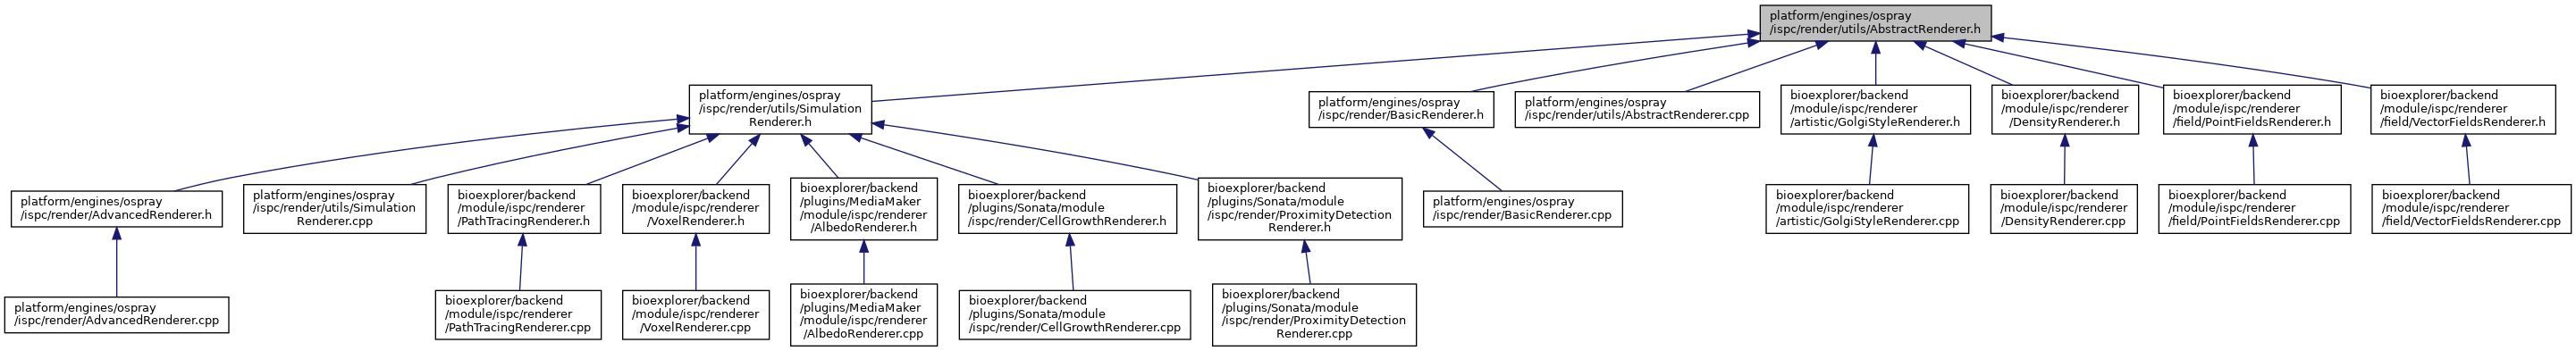 platform/engines/ospray
/ispc/render/utils/AbstractRenderer.h
platform/engines/ospray
/ispc/render/utils/Simulation
Renderer.h
platform/engines/ospray
/ispc/render/BasicRenderer.h
platform/engines/ospray
/ispc/render/utils/AbstractRenderer.cpp
bioexplorer/backend
/module/ispc/renderer
/artistic/GolgiStyleRenderer.h
bioexplorer/backend
/module/ispc/renderer
/DensityRenderer.h
bioexplorer/backend
/module/ispc/renderer
/field/PointFieldsRenderer.h
bioexplorer/backend
/module/ispc/renderer
/field/VectorFieldsRenderer.h
platform/engines/ospray
/ispc/render/AdvancedRenderer.h
platform/engines/ospray
/ispc/render/utils/Simulation
Renderer.cpp
bioexplorer/backend
/module/ispc/renderer
/PathTracingRenderer.h
bioexplorer/backend
/module/ispc/renderer
/VoxelRenderer.h
bioexplorer/backend
/plugins/MediaMaker
/module/ispc/renderer
/AlbedoRenderer.h
bioexplorer/backend
/plugins/Sonata/module
/ispc/render/CellGrowthRenderer.h
bioexplorer/backend
/plugins/Sonata/module
/ispc/render/ProximityDetection
Renderer.h
platform/engines/ospray
/ispc/render/BasicRenderer.cpp
bioexplorer/backend
/module/ispc/renderer
/artistic/GolgiStyleRenderer.cpp
bioexplorer/backend
/module/ispc/renderer
/DensityRenderer.cpp
bioexplorer/backend
/module/ispc/renderer
/field/PointFieldsRenderer.cpp
bioexplorer/backend
/module/ispc/renderer
/field/VectorFieldsRenderer.cpp
platform/engines/ospray
/ispc/render/AdvancedRenderer.cpp
bioexplorer/backend
/module/ispc/renderer
/PathTracingRenderer.cpp
bioexplorer/backend
/module/ispc/renderer
/VoxelRenderer.cpp
bioexplorer/backend
/plugins/MediaMaker
/module/ispc/renderer
/AlbedoRenderer.cpp
bioexplorer/backend
/plugins/Sonata/module
/ispc/render/CellGrowthRenderer.cpp
bioexplorer/backend
/plugins/Sonata/module
/ispc/render/ProximityDetection
Renderer.cpp